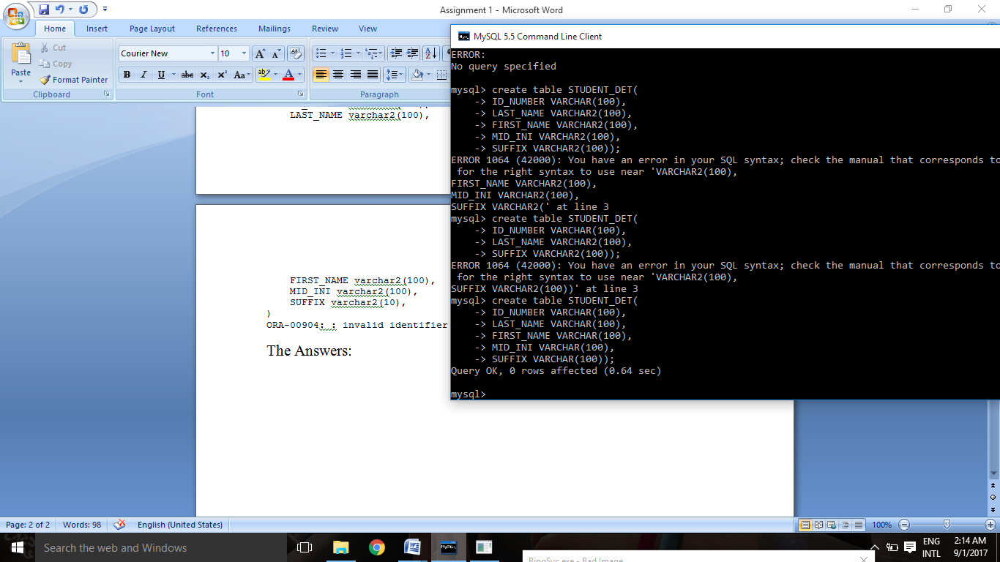 Assignment 1 - Microsoft Word
Home Insert Page Layout References Mailings Review View
Paste
Cut
Copy
Format Painter
Clipboard
Courier New 10
B I U abc X₂ X² Aa
Font
Paragraph
LAST_NAME varchar2(100),
FIRST_NAME varchar2(100),
MID_INI varchar2(100),
SUFFIX varchar2(10),
)
ORA-00904: : invalid identifier
The Answers:
MySQL 5.5 Command Line Client
ERROR:
No query specified
mysql> create table STUDENT_DET(
-> ID_NUMBER VARCHAR(100),
-> LAST_NAME VARCHAR2(100),
-> FIRST_NAME VARCHAR2(100),
-> MID_INI VARCHAR2(100),
-> SUFFIX VARCHAR2(100));
ERROR 1064 (42000): You have an error in your SQL syntax; check the manual that corresponds to
for the right syntax to use near 'VARCHAR2(100),
FIRST_NAME VARCHAR2(100),
MID_INI VARCHAR2(100),
SUFFIX VARCHAR2(' at line 3
mysql> create table STUDENT_DET(
-> ID_NUMBER VARCHAR(100),
-> LAST_NAME VARCHAR2(100),
-> SUFFIX VARCHAR2(100));
ERROR 1064 (42000): You have an error in your SQL syntax; check the manual that corresponds to
for the right syntax to use near 'VARCHAR2(100),
SUFFIX VARCHAR2(100))' at line 3
mysql> create table STUDENT_DET(
-> ID_NUMBER VARCHAR(100),
-> LAST_NAME VARCHAR(100),
-> FIRST_NAME VARCHAR(100),
-> MID_INI VARCHAR(100),
-> SUFFIX VARCHAR(100));
Query OK, 0 rows affected (0.64 sec)
mysql>
Page: 2 of 2 Words: 98 English (United States) 100%
Search the web and Windows
ENG
INTL
2:14 AM
9/1/2017
BingSvc.exe - Bad Image